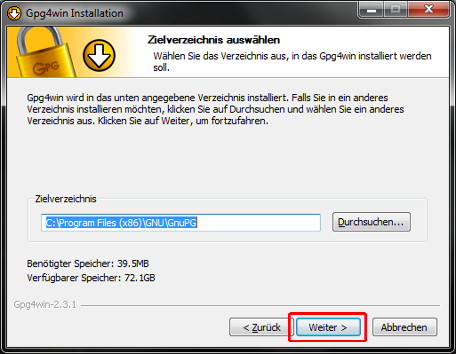 Gpg4win Installation
Zielverzeichnis auswählen
Wählen Sie das Verzeichnis aus, in das Gpg4win installiert werden
soll.
GPG
Gpg4win wird in das unten angegebene Verzeichnis installiert. Falls Sie in ein anderes
Verzeichnis installieren möchten, klicken Sie auf Durchsuchen und wählen Sie ein anderes
Verzeichnis aus. Klicken Sie auf Weiter, um fortzufahren.
Zielverzeichnis
C:\Program Files (x86)\GNU\GnuPG
Durchsuchen...
Benötigter Speicher: 39.5MB
Verfügbarer Speicher: 72.1GB
Gpg4win-2.3.1
< Zurück
Weiter >
Abbrechen